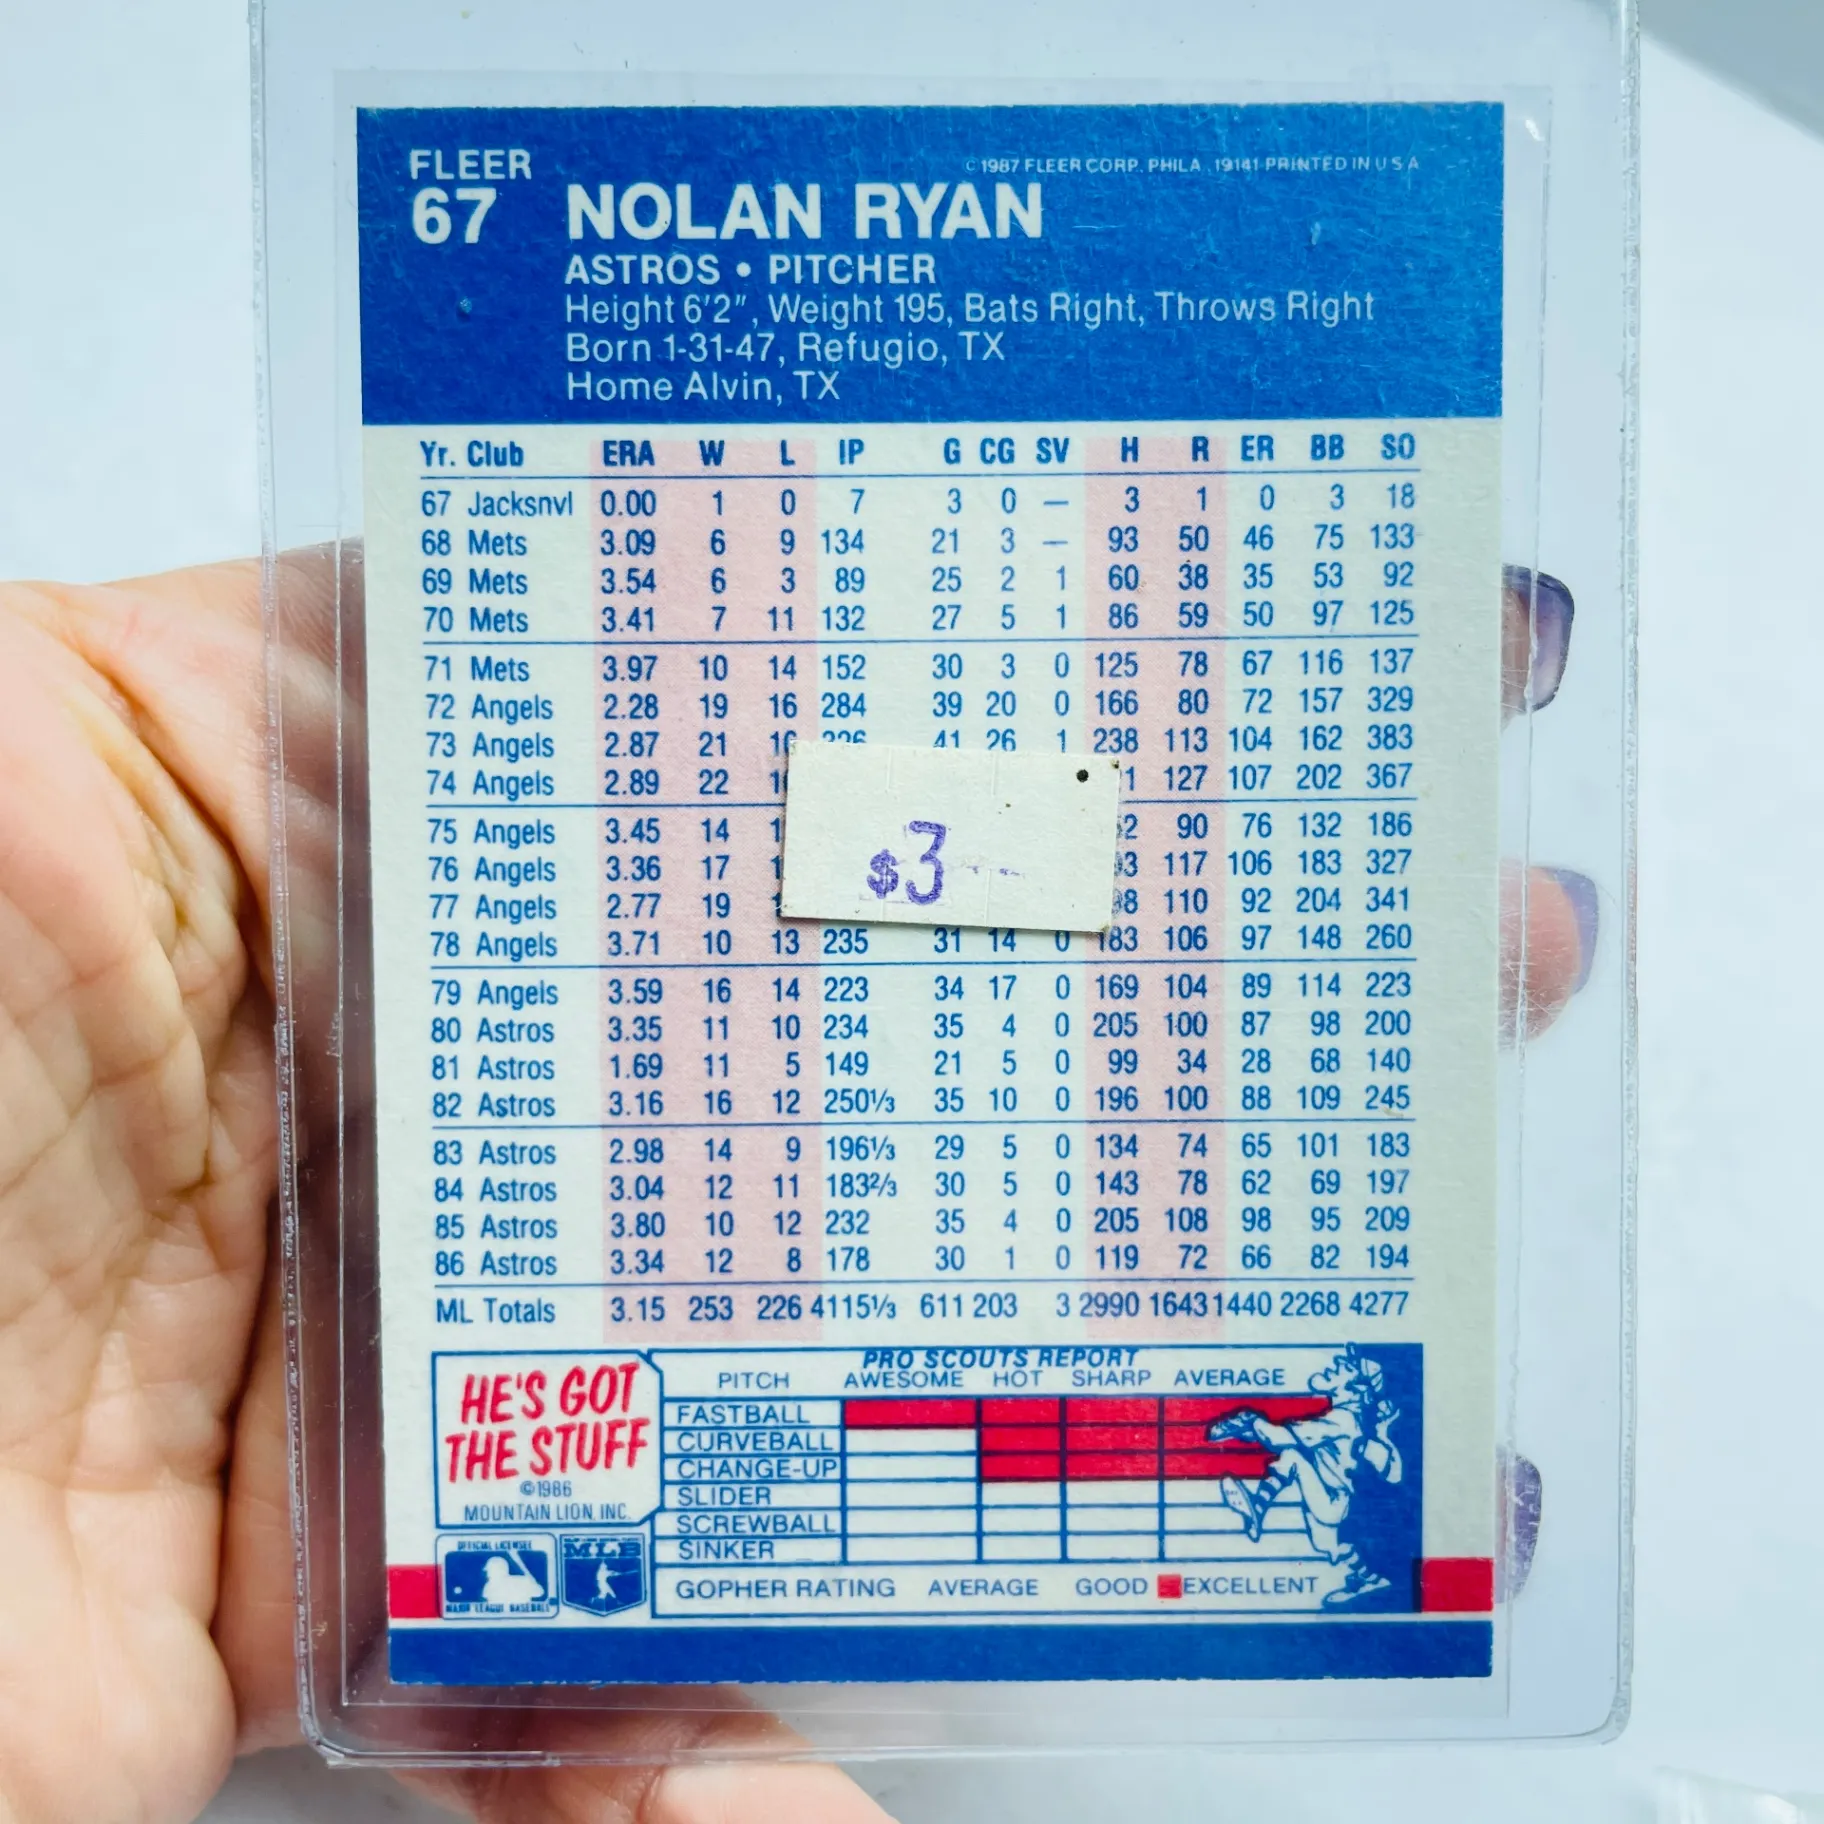 FLEER
© 1987 FLEER CORP. PHILA . 19141 PRINTED IN U S A
67 NOLAN RYAN
ASTROS • PITCHER
Height 6'2", Weight 195, Bats Right, Throws Right
Born 1-31-47, Refugio, TX
Home Alvin, TX
Yr. Club ERA W L IP G CG SV H R ER BB SO
67 Jacksnvl 0.00 1 0 7 3 0 — 3 1 0 3 18
68 Mets 3.09 6 9 134 21 3 — 93 50 46 75 133
69 Mets 3.54 6 3 89 25 2 1 60 38 35 53 92
70 Mets 3.41 7 11 132 27 5 1 86 59 50 97 125
71 Mets 3.97 10 14 152 30 3 0 125 78 67 116 137
72 Angels 2.28 19 16 284 39 20 0 166 80 72 157 329
73 Angels 2.87 21 41 26 1 238 113 104 162 383
74 Angels 2.89 22 127 107 202 367
75 Angels 3.45 14 90 76 132 186
76 Angels 3.36 17 117 106 183 327
77 Angels 2.77 19 110 92 204 341
78 Angels 3.71 10 13 235 31 14 0 183 106 97 148 260
79 Angels 3.59 16 14 223 34 17 0 169 104 89 114 223
80 Astros 3.35 11 10 234 35 4 0 205 100 87 98 200
81 Astros 1.69 11 5 149 21 5 0 99 34 28 68 140
82 Astros 3.16 16 12 250⅓ 35 10 0 196 100 88 109 245
83 Astros 2.98 14 9 196⅓ 29 5 0 134 74 65 101 183
84 Astros 3.04 12 11 183⅔ 30 5 0 143 78 62 69 197
85 Astros 3.80 10 12 232 35 4 0 205 108 98 95 209
86 Astros 3.34 12 8 178 30 1 0 119 72 66 82 194
ML Totals 3.15 253 226 4115⅓ 611 203 3 2990 1643 1440 2268 4277
$3
HE'S GOT
THE STUFF
©1986
MOUNTAIN LION, INC.
OFFICIAL LICENSEE
MAJOR LEAGUE BASEBALL
MLB
PRO SCOUTS REPORT
PITCH AWESOME HOT SHARP AVERAGE
FASTBALL
CURVEBALL
CHANGE-UP
SLIDER
SCREWBALL
SINKER
GOPHER RATING AVERAGE GOOD EXCELLENT